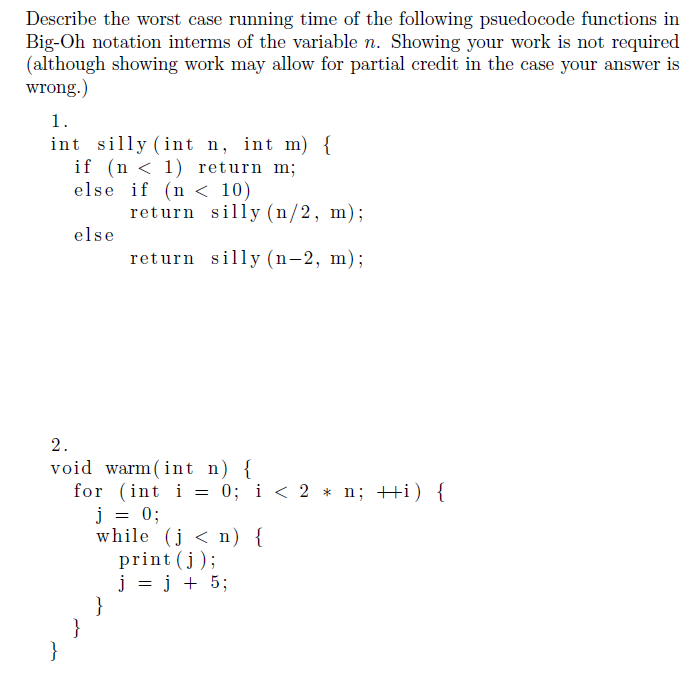 Describe the worst case running time of the following psuedocode functions in
Big-Oh notation interms of the variable n. Showing your work is not required
(although showing work may allow for partial credit in the case your answer is
wrong.)
1.
int silly(int n, int m) {
if (n < 1) return m;
else if (n < 10)
return silly(n/2, m);
else
return silly(n−2, m);
2.
void warm(int n) {
for (int i = 0; i < 2 * n; ++i) {
j = 0;
while (j < n) {
print(j);
j = j + 5;
}
}
}